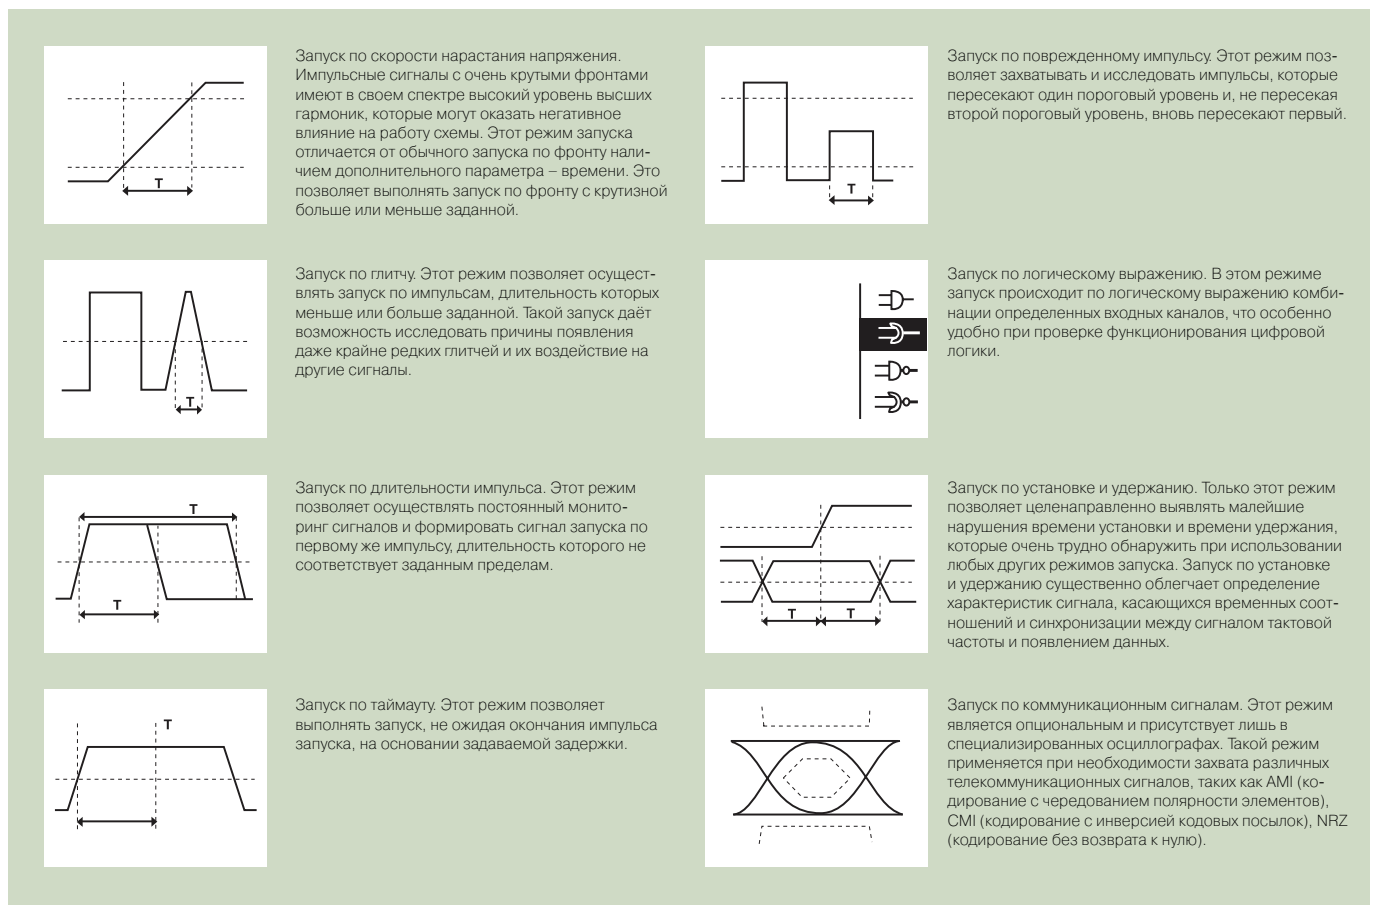 Запуск по скорости нарастания напряжения.
Импульсные сигналы с очень крутыми фронтами
имеют в своем спектре высокий уровень высших
гармоник, которые могут оказать негативное
влияние на работу схемы. Этот режим запуска
отличается от обычного запуска по фронту нали-
чием дополнительного параметра – времени. Это
позволяет выполнять запуск по фронту с крутизной
больше или меньше заданной.
T
Запуск по глитчу. Этот режим позволяет осущест-
влять запуск по импульсам, длительность которых
меньше или больше заданной. Такой запуск даёт
возможность исследовать причины появления
даже крайне редких глитчей и их воздействие на
другие сигналы.
T
Запуск по длительности импульса. Этот режим
позволяет осуществлять постоянный монито-
ринг сигналов и формировать сигнал запуска по
первому же импульсу, длительность которого не
соответствует заданным пределам.
T
T
Запуск по таймауту. Этот режим позволяет
выполнять запуск, не ожидая окончания импульса
запуска, на основании задаваемой задержки.
T
Запуск по поврежденному импульсу. Этот режим поз-
воляет захватывать и исследовать импульсы, которые
пересекают один пороговый уровень и, не пересекая
второй пороговый уровень, вновь пересекают первый.
T
Запуск по логическому выражению. В этом режиме
запуск происходит по логическому выражению комби-
нации определенных входных каналов, что особенно
удобно при проверке функционирования цифровой
логики.
Запуск по установке и удержанию. Только этот режим
позволяет целенаправленно выявлять малейшие
нарушения времени установки и времени удержания,
которые очень трудно обнаружить при использовании
любых других режимов запуска. Запуск по установке
и удержанию существенно облегчает определение
характеристик сигнала, касающихся временных соот-
ношений и синхронизации между сигналом тактовой
частоты и появлением данных.
T T
Запуск по коммуникационным сигналам. Этот режим
является опциональным и присутствует лишь в
специализированных осциллографах. Такой режим
применяется при необходимости захвата различных
телекоммуникационных сигналов, таких как AMI (ко-
дирование с чередованием полярности элементов),
CMI (кодирование с инверсией кодовых посылок), NRZ
(кодирование без возврата к нулю).